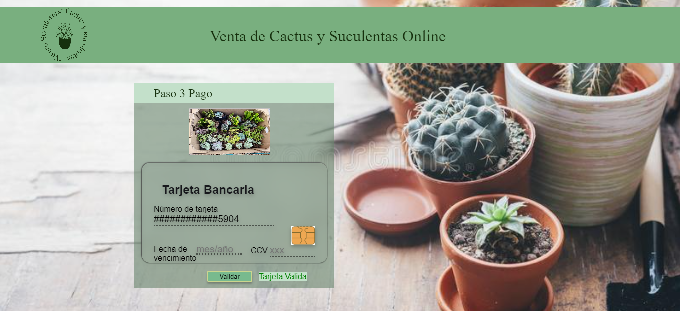 Venta de Cactus y Suculentas Online
Paso 3 Pago
Tarjeta Bancaria
Número de tarjeta
############5904
Fecha de vencimiento mes/año CCV xxx
Validar Tarjeta Valida